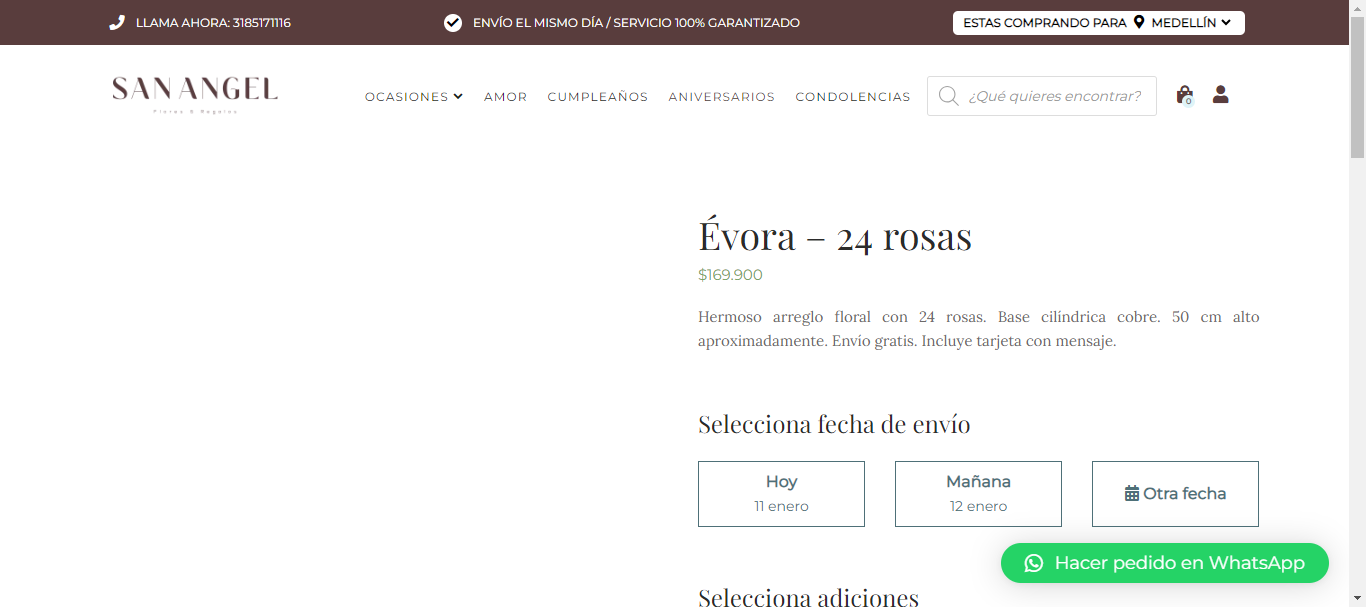 LLAMA AHORA: 3185171116
ENVÍO EL MISMO DÍA / SERVICIO 100% GARANTIZADO
ESTAS COMPRANDO PARA MEDELLÍN
SAN ANGEL
Flores & Regalos
OCASIONES
AMOR
CUMPLEAÑOS
ANIVERSARIOS
CONDOLENCIAS
¿Qué quieres encontrar?
0
Évora – 24 rosas
$169.900
Hermoso arreglo floral con 24 rosas. Base cilíndrica cobre. 50 cm alto
aproximadamente. Envío gratis. Incluye tarjeta con mensaje.
Selecciona fecha de envío
Hoy
11 enero
Mañana
12 enero
Otra fecha
Hacer pedido en WhatsApp
Selecciona adiciones